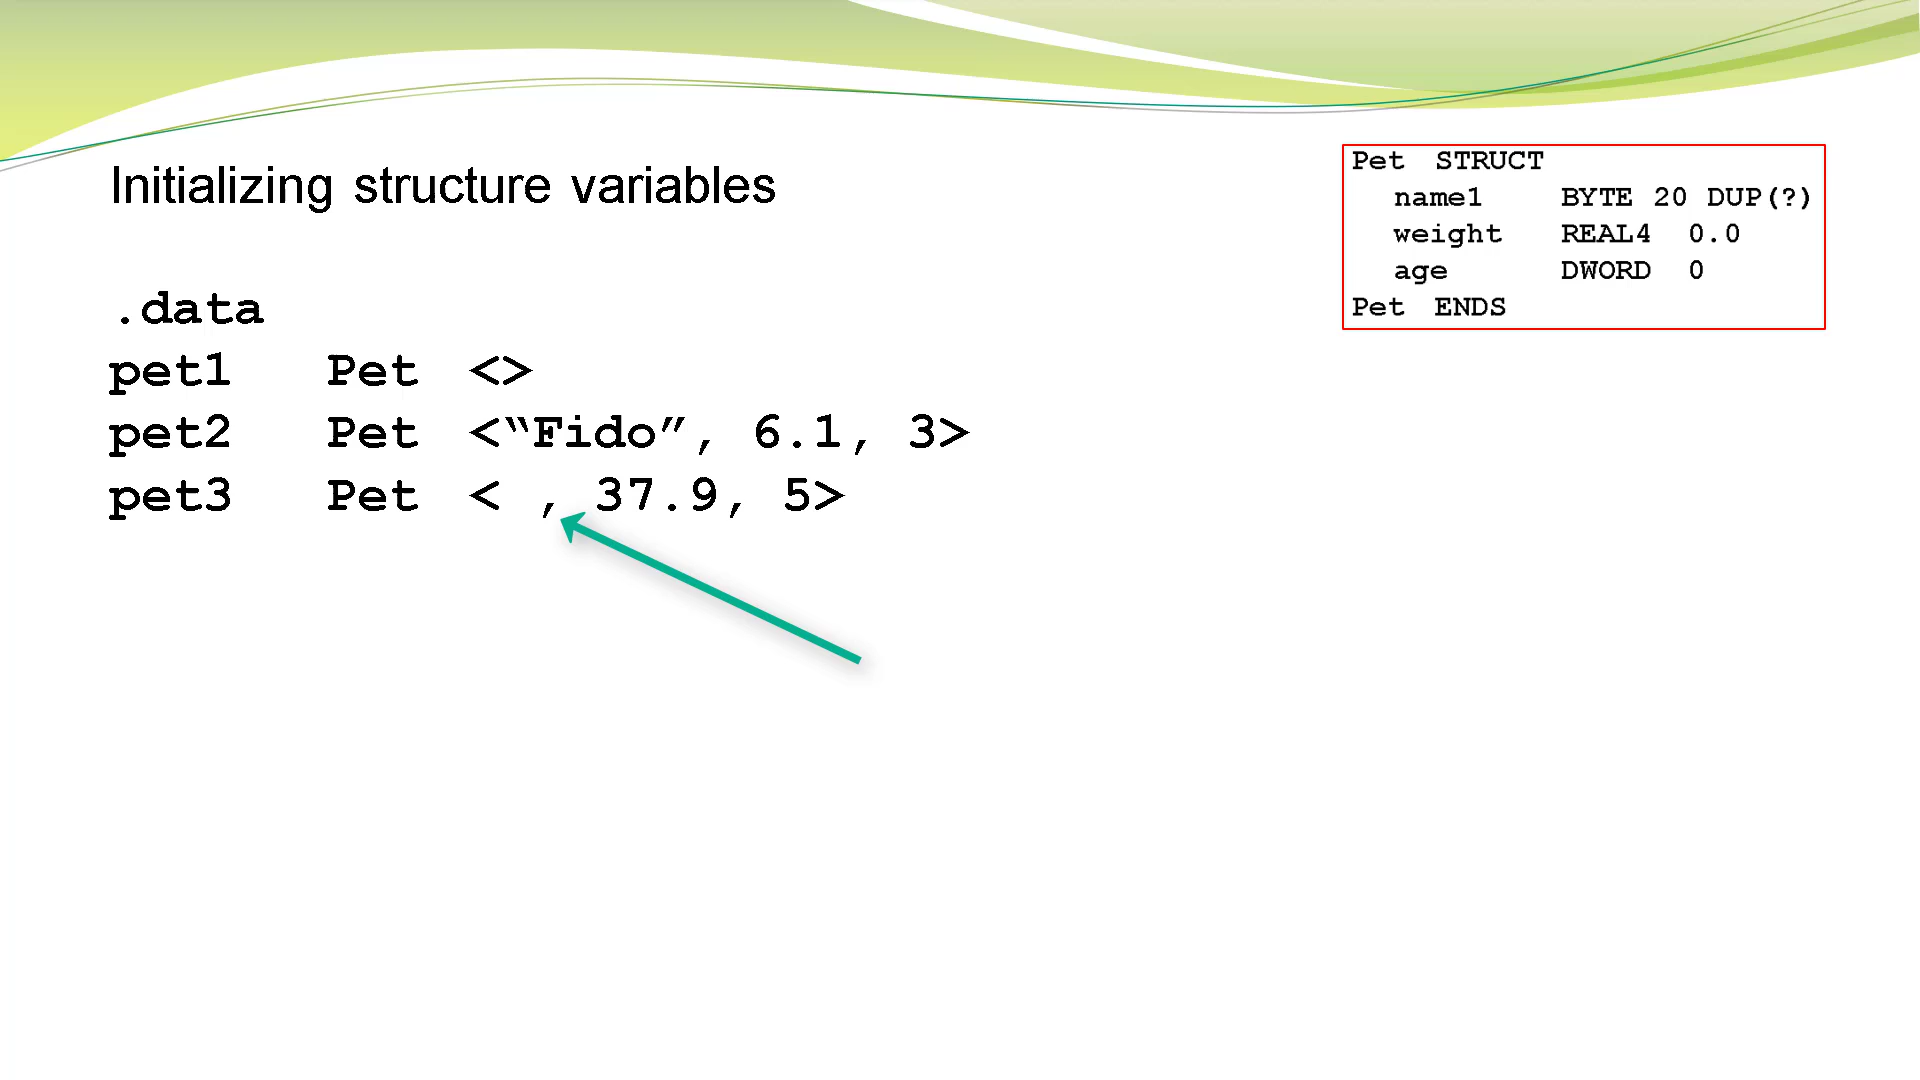 Initializing structure variables
.data
pet1 Pet <>
pet2 Pet <“Fido”, 6.1, 3>
pet3 Pet < , 37.9, 5>
Pet STRUCT
name1 BYTE 20 DUP(?)
weight REAL4 0.0
age DWORD 0
Pet ENDS